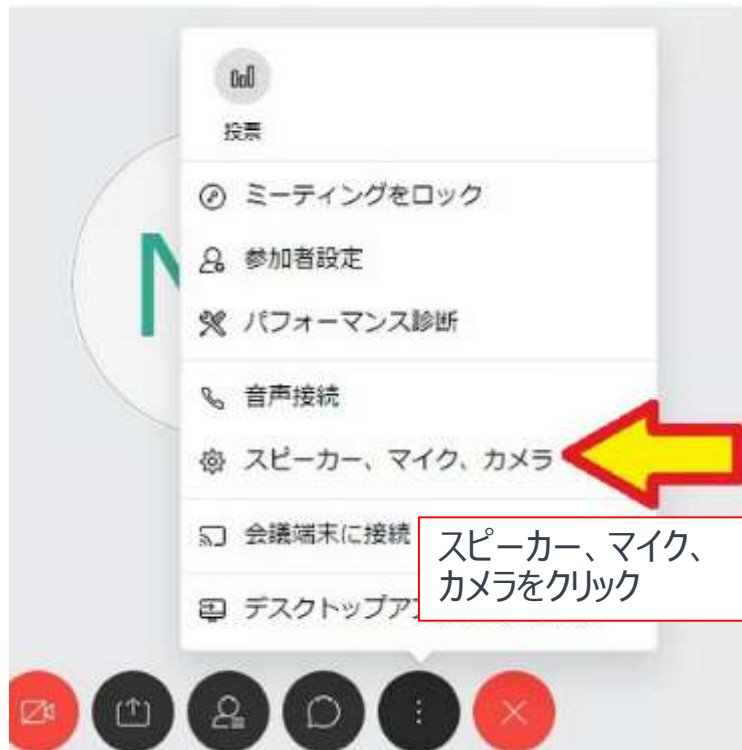 投票
ミーティングをロック
参加者設定
パフォーマンス診断
音声接続
スピーカー、マイク、カメラ
会議端末に接続
スピーカー、マイク、
カメラをクリック
デスクトップア
N